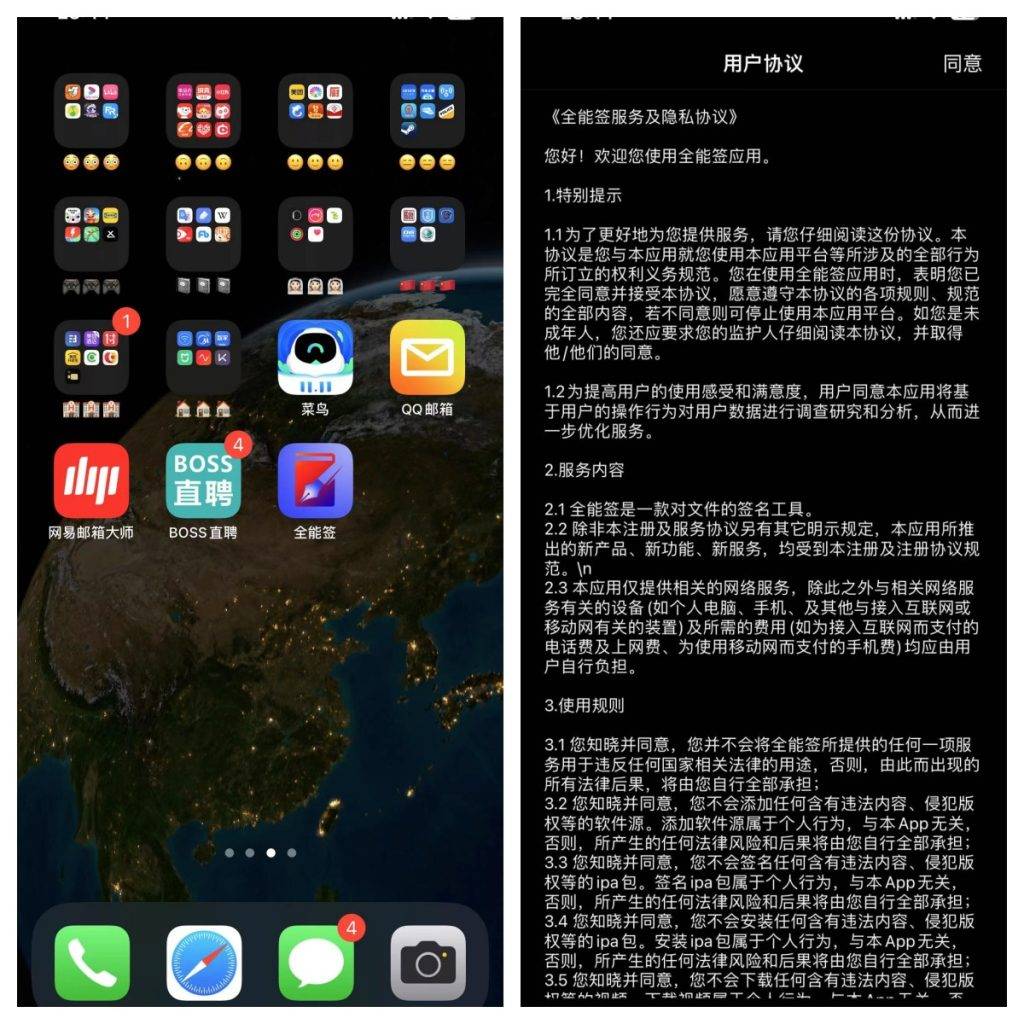 1
11.11
菜鸟
QQ邮箱
BOSS
直聘
4
网易邮箱大师
BOSS直聘
全能签
4
用户协议
同意
《全能签服务及隐私协议》
您好！欢迎您使用全能签应用。
1.特别提示
1.1为了更好地为您提供服务，请您仔细阅读这份协议。本
协议是您与本应用就您使用本应用平台等所涉及的全部行为
所订立的权利义务规范。您在使用全能签应用时，表明您已
完全同意并接受本协议，愿意遵守本协议的各项规则、规范
的全部内容，若不同意则可停止使用本应用平台。如您是未
成年人，您还应要求您的监护人仔细阅读本协议，并取得
他/他们的同意。
1.2为提高用户的使用感受和满意度，用户同意本应用将基
于用户的操作行为对用户数据进行调查研究和分析，从而进
一步优化服务。
2.服务内容
2.1 全能签是一款对文件的签名工具。
2.2 除非本注册及服务协议另有其它明示规定，本应用所推
出的新产品、新功能、新服务，均受到本注册及注册协议规
范。\n
2.3 本应用仅提供相关的网络服务，除此之外与相关网络服
务有关的设备(如个人电脑、手机、及其他与接入互联网或
移动网有关的装置)及所需的费用(如为接入互联网而支付的
电话费及上网费、为使用移动网而支付的手机费)均应由用
户自行负担。
3.使用规则
3.1 您知晓并同意，您并不会将全能签所提供的任何一项服
务用于违反任何国家相关法律的用途，否则，由此而出现的
所有法律后果，将由您自行全部承担；
3.2 您知晓并同意，您不会添加任何含有违法内容、侵犯版
权等的软件源。添加软件源属于个人行为，与本App无关，
否则，所产生的任何法律风险和后果将由您自行全部承担；
3.3 您知晓并同意，您不会签名任何含有违法内容、侵犯版
权等的ipa包。签名ipa包属于个人行为，与本App无关，
否则，所产生的任何法律风险和后果将由您自行全部承担；
3.4 您知晓并同意，您不会安装任何含有违法内容、侵犯版
权等的ipa包。安装ipa包属于个人行为，与本App无关，
否则，所产生的任何法律风险和后果将由您自行全部承担；
3.5 您知晓并同意，您不会下载任何含有违法内容、侵犯版
权等的视频。下载视频属于个人行为，与本App无关，否